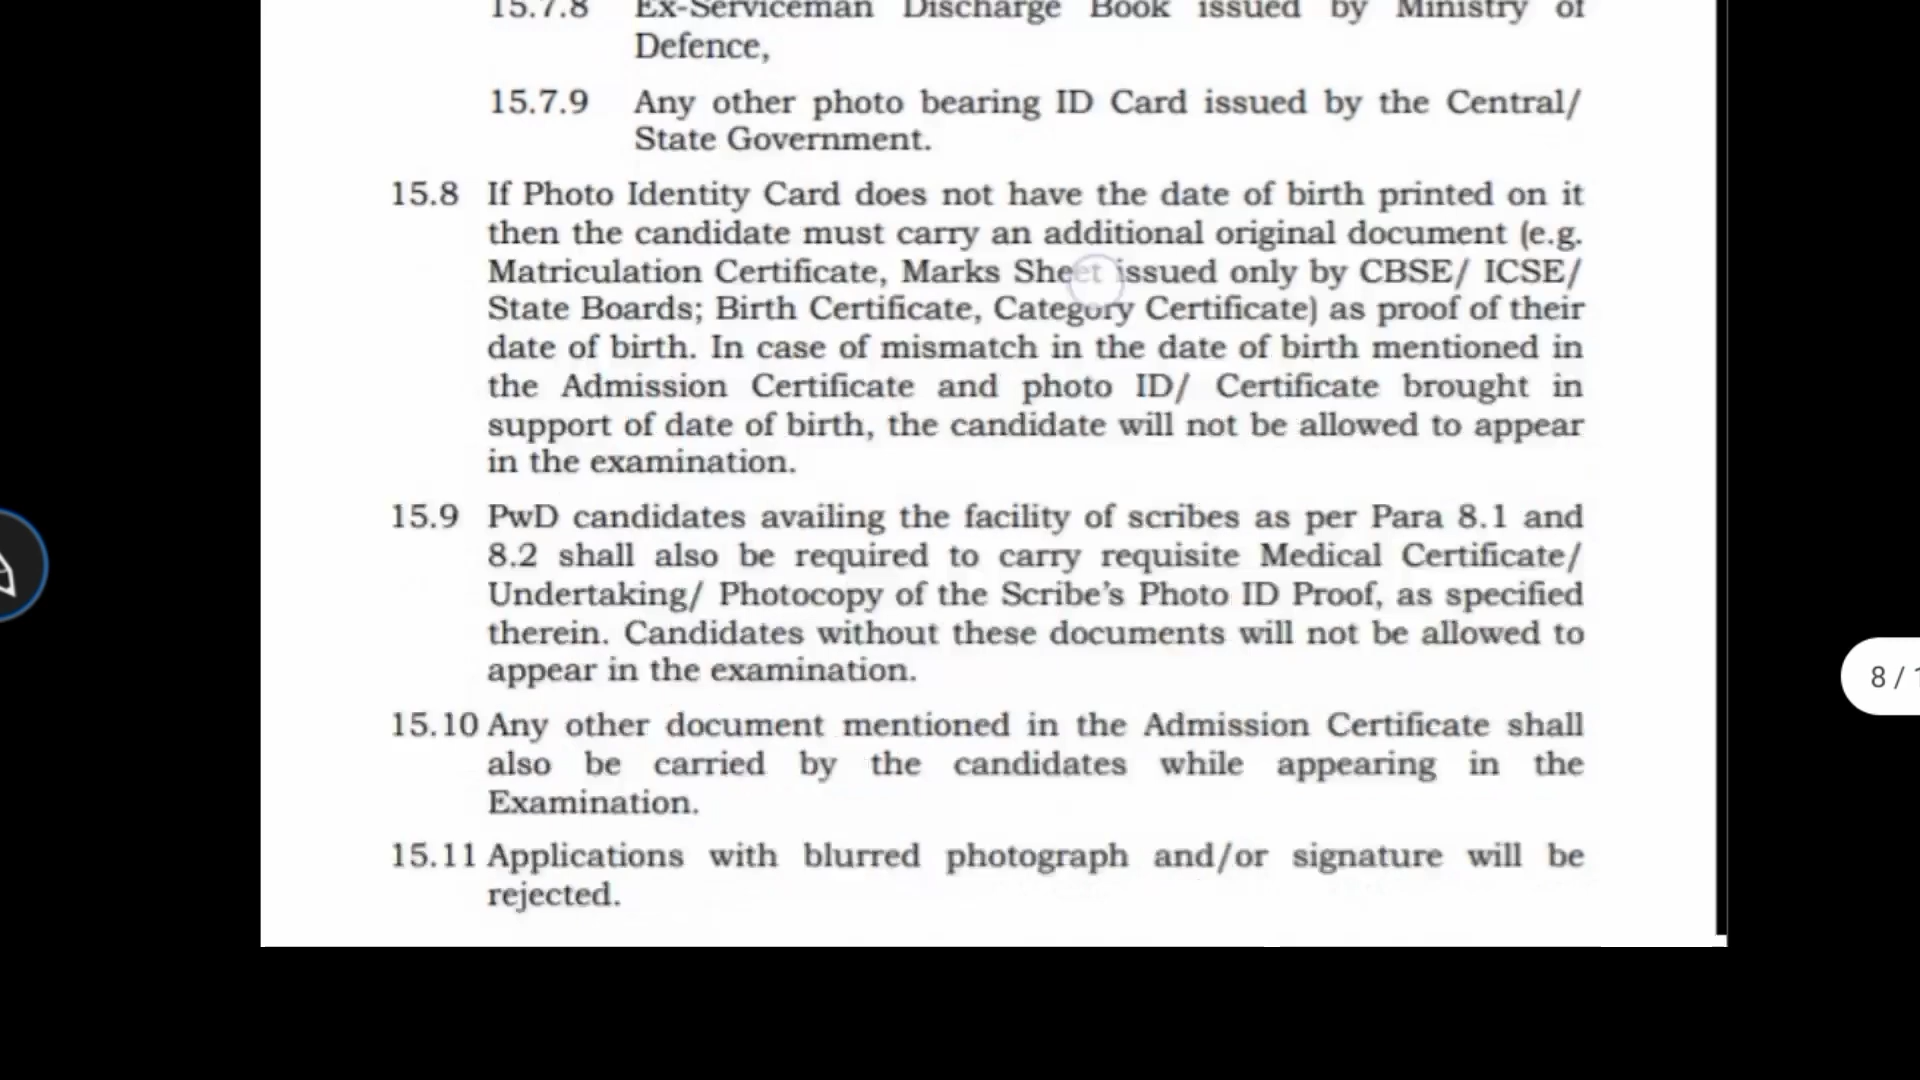 15.7.8 Ex-Serviceman Discharge Book issued by Ministry of
Defence,
15.7.9 Any other photo bearing ID Card issued by the Central/
State Government.
15.8 If Photo Identity Card does not have the date of birth printed on it
then the candidate must carry an additional original document (e.g.
Matriculation Certificate, Marks Sheet issued only by CBSE/ ICSE/
State Boards; Birth Certificate, Category Certificate) as proof of their
date of birth. In case of mismatch in the date of birth mentioned in
the Admission Certificate and photo ID/ Certificate brought in
support of date of birth, the candidate will not be allowed to appear
in the examination.
15.9 PwD candidates availing the facility of scribes as per Para 8.1 and
8.2 shall also be required to carry requisite Medical Certificate/
Undertaking/ Photocopy of the Scribe's Photo ID Proof, as specified
therein. Candidates without these documents will not be allowed to
appear in the examination.
8 / 1
15.10 Any other document mentioned in the Admission Certificate shall
also be carried by the candidates while appearing in the
Examination.
15.11 Applications with blurred photograph and/or signature will be
rejected.